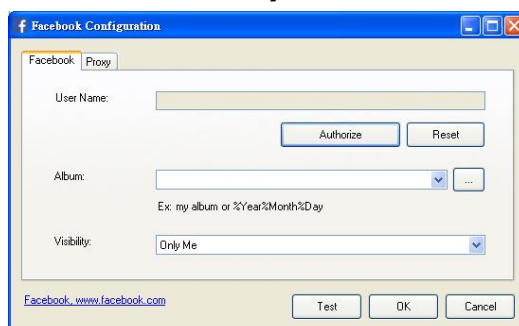 Facebook Configuration
Facebook Proxy
User Name:
Authorize Reset
Album: ...
Ex: my album or %Year%Month%Day
Visibility: Only Me
Facebook, www.facebook.com Test OK Cancel